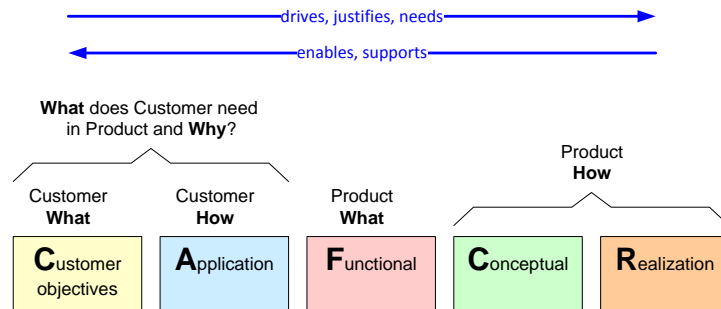 drives, justifies, needs
enables, supports
What does Customer need
in Product and Why?
Product
How
Customer
What
Customer
How
Product
What
Customer
objectives
Application
Functional
Conceptual
Realization